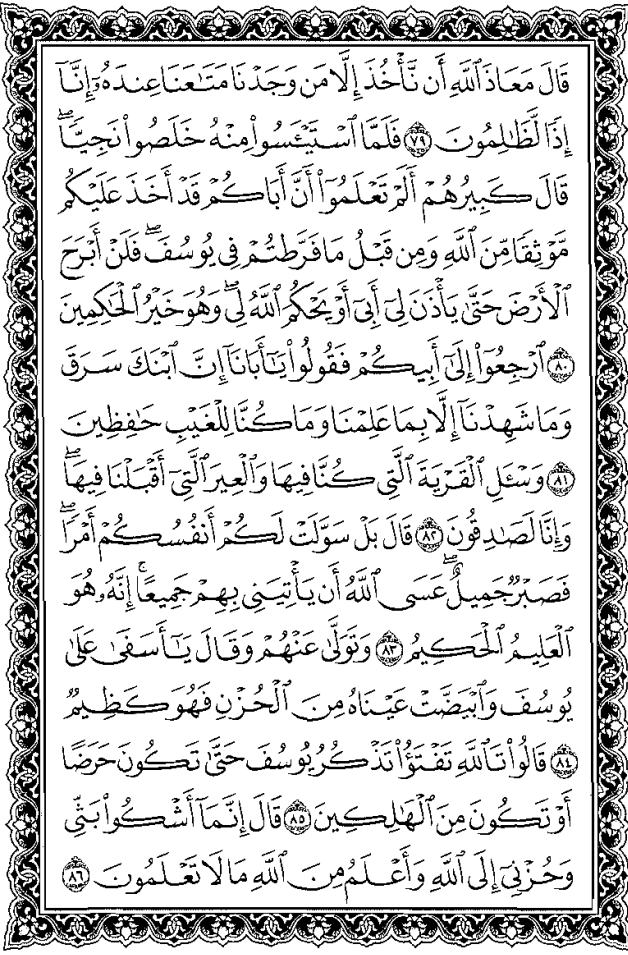 قَالَ مَعَاذَ ٱللَّهِ أَن نَّأْخُذَ إِلَّا مَن وَجَدْنَا مَتَٰعَنَا عِندَهُۥٓ إِنَّآ
إِذًا لَّظَٰلِمُونَ ٧٩ فَلَمَّا ٱسْتَيْـَٔسُوا۟ مِنْهُ خَلَصُوا۟ نَجِيًّا ۖ
قَالَ كَبِيرُهُمْ أَلَمْ تَعْلَمُوٓا۟ أَنَّ أَبَاكُمْ قَدْ أَخَذَ عَلَيْكُم
مَّوْثِقًا مِّنَ ٱللَّهِ وَمِن قَبْلُ مَا فَرَّطتُمْ فِي يُوسُفَ ۖ فَلَنْ أَبْرَحَ
ٱلْأَرْضَ حَتَّىٰ يَأْذَنَ لِيٓ أَبِيٓ أَوْ يَحْكُمَ ٱللَّهُ لِي ۖ وَهُوَ خَيْرُ ٱلْحَٰكِمِينَ
٨٠ ٱرْجِعُوٓا۟ إِلَىٰٓ أَبِيكُمْ فَقُولُوا۟ يَٰٓأَبَانَآ إِنَّ ٱبْنَكَ سَرَقَ
وَمَا شَهِدْنَآ إِلَّا بِمَا عَلِمْنَا وَمَا كُنَّا لِلْغَيْبِ حَٰفِظِينَ
٨١ وَسْـَٔلِ ٱلْقَرْيَةَ ٱلَّتِي كُنَّا فِيهَا وَٱلْعِيرَ ٱلَّتِيٓ أَقْبَلْنَا فِيهَا ۖ
وَإِنَّا لَصَٰدِقُونَ ٨٢ قَالَ بَلْ سَوَّلَتْ لَكُمْ أَنفُسُكُمْ أَمْرًا ۖ
فَصَبْرٌ جَمِيلٌ ۖ عَسَى ٱللَّهُ أَن يَأْتِيَنِي بِهِمْ جَمِيعًا ۚ إِنَّهُۥ هُوَ
ٱلْعَلِيمُ ٱلْحَكِيمُ ٨٣ وَتَوَلَّىٰ عَنْهُمْ وَقَالَ يَٰٓأَسَفَىٰ عَلَىٰ
يُوسُفَ وَٱبْيَضَّتْ عَيْنَاهُ مِنَ ٱلْحُزْنِ فَهُوَ كَظِيمٌ
٨٤ قَالُوا۟ تَٱللَّهِ تَفْتَؤُا۟ تَذْكُرُ يُوسُفَ حَتَّىٰ تَكُونَ حَرَضًا
أَوْ تَكُونَ مِنَ ٱلْهَٰلِكِينَ ٨٥ قَالَ إِنَّمَآ أَشْكُوا۟ بَثِّي
وَحُزْنِيٓ إِلَى ٱللَّهِ وَأَعْلَمُ مِنَ ٱللَّهِ مَا لَا تَعْلَمُونَ ٨٦